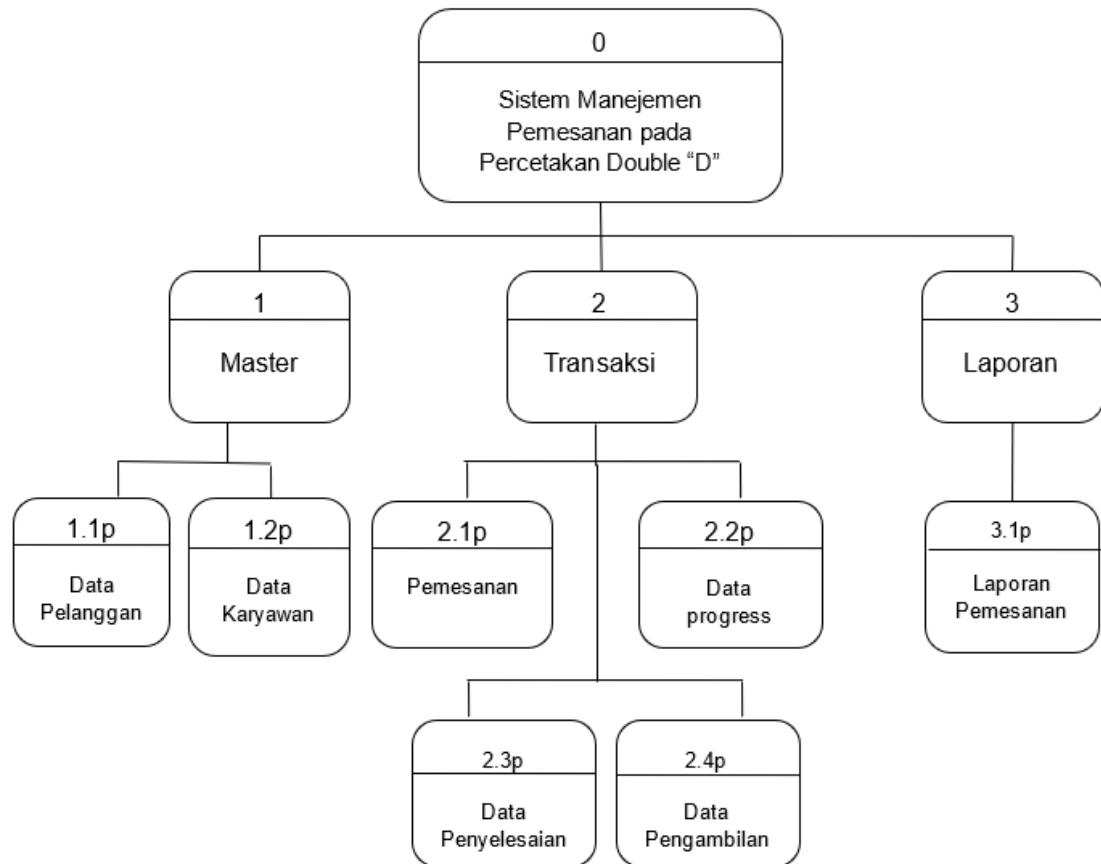 0
Sistem Manejemen
Pemesanan pada
Percetakan Double “D”
1
Master
2
Transaksi
3
Laporan
1.1p
Data
Pelanggan
1.2p
Data
Karyawan
2.1p
Pemesanan
2.2p
Data
progress
3.1p
Laporan
Pemesanan
2.3p
Data
Penyelesaian
2.4p
Data
Pengambilan